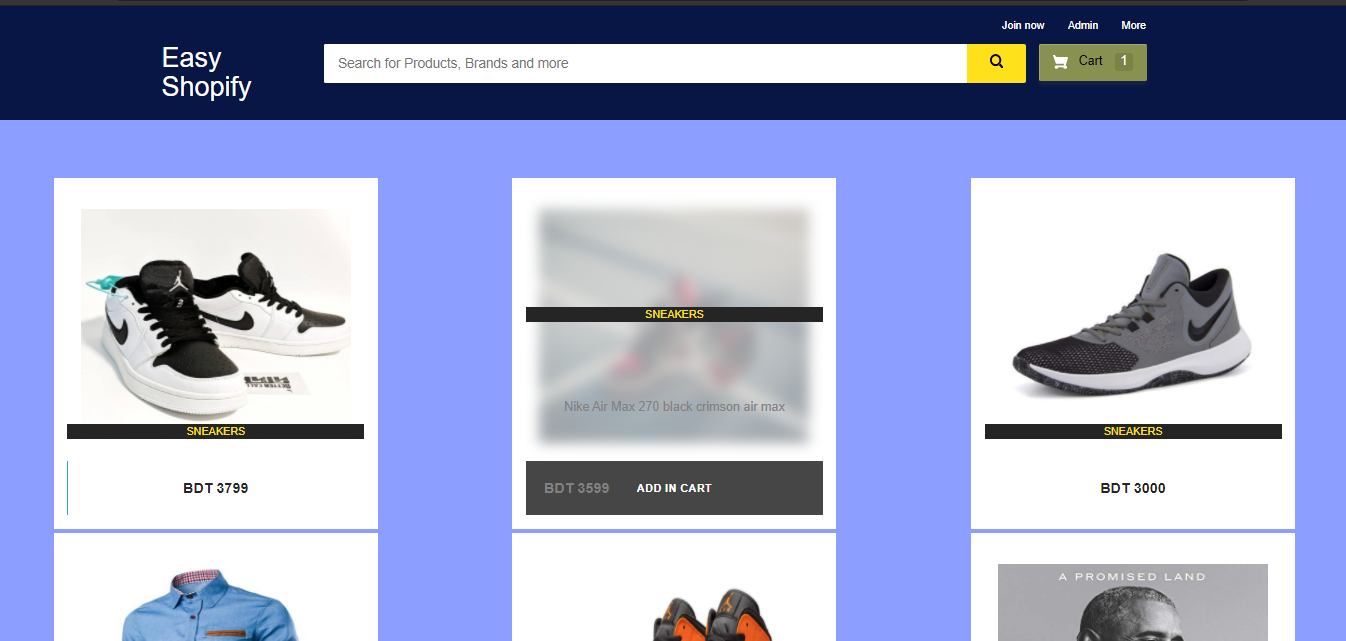 Join now Admin More
Easy
Shopify
Search for Products, Brands and more
Cart 1
SNEAKERS
BDT 3799
SNEAKERS
Nike Air Max 270 black crimson air max
BDT 3599 ADD IN CART
SNEAKERS
BDT 3000
A PROMISED LAND